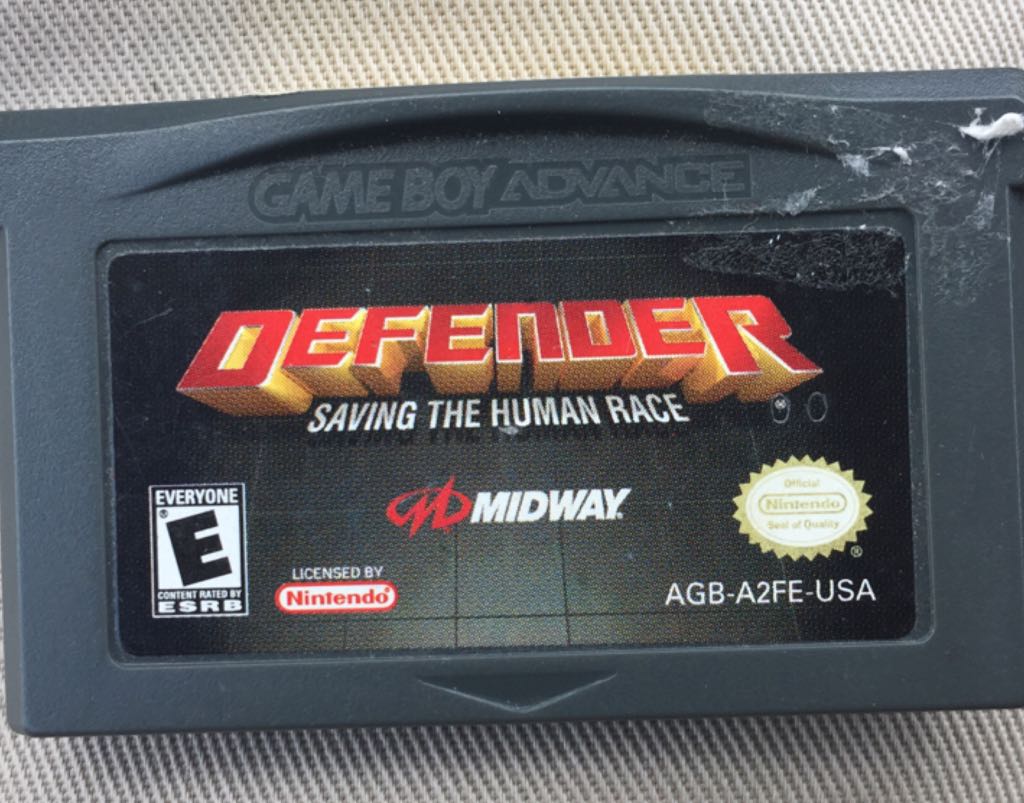 GAME BOY ADVANCE
DEFENDER
SAVING THE HUMAN RACE
00
EVERYONE
E
CONTENT RATED BY
ESRB
MIDWAY
LICENSED BY
Nintendo®
Official
Nintendo
Seal of Quality
®
AGB-A2FE-USA